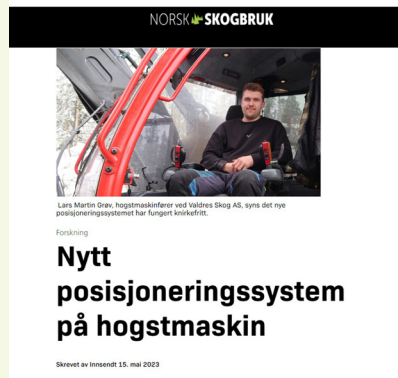 NORSK SKOGBRUK
Lars Martin Grøv, hogstmaskinfører ved Valdres Skog AS, syns det nye
posisjoneringssystemet har fungert knirkefritt.
Forskning
Nytt
posisjoneringssystem
på hogstmaskin
Skrevet av Innsendt 15. mai 2023